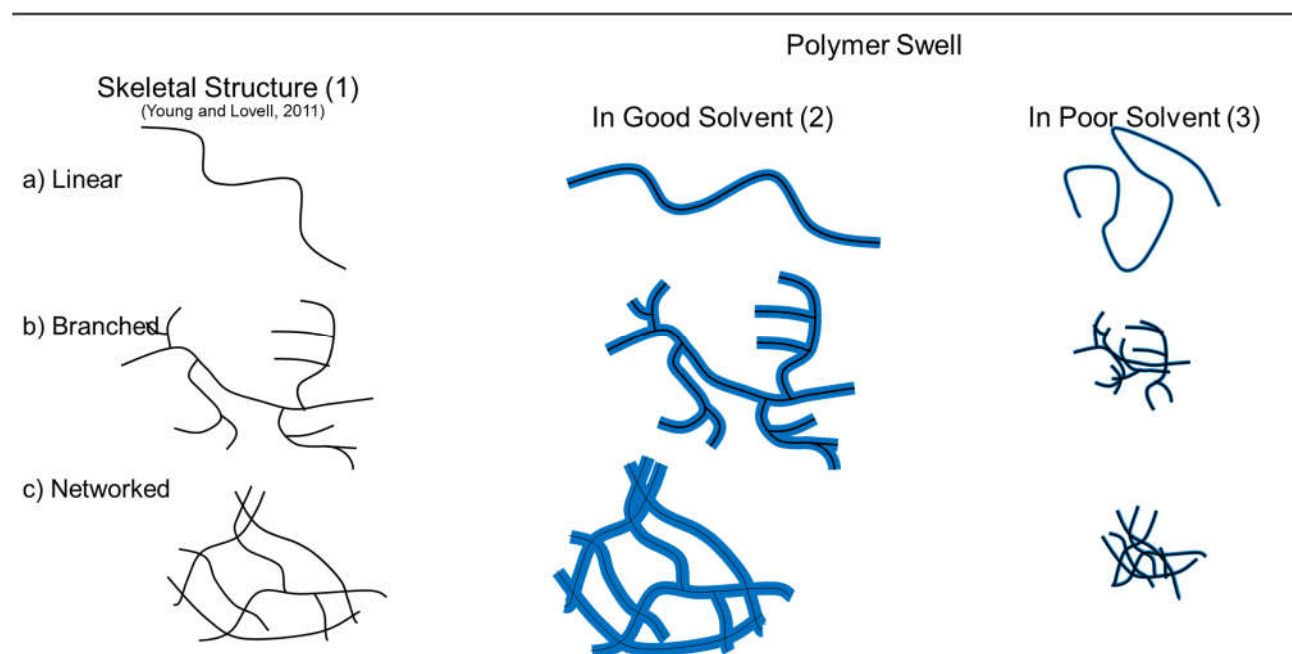 Polymer Swell
Skeletal Structure (1)
(Young and Lovell, 2011)
In Good Solvent (2)
In Poor Solvent (3)
a) Linear
b) Branched
c) Networked